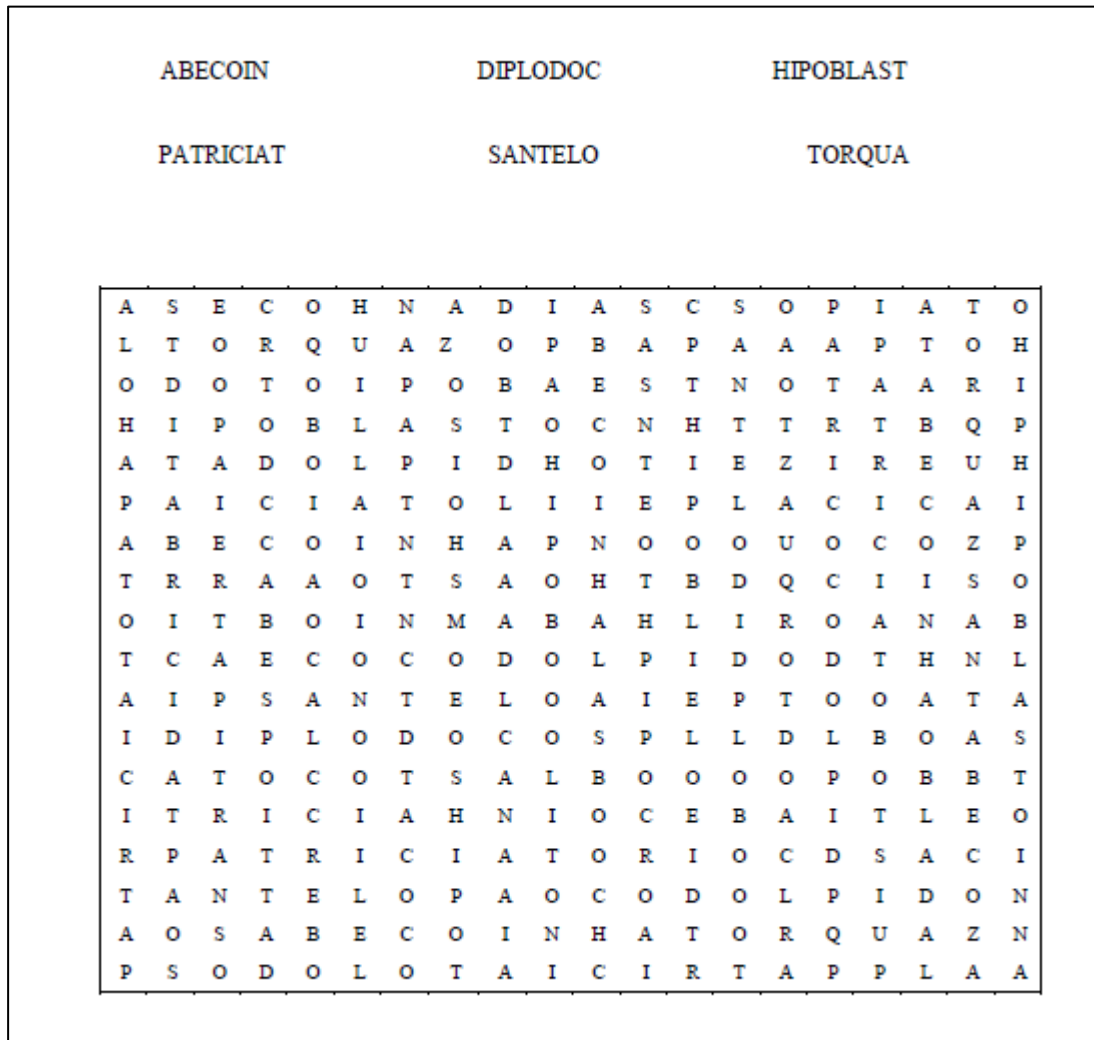 ABECOIN DIPLODOC HIPOBLAST
PATRICIAT SANTELO TORQUA
A S E C O H N A D I A S C S O P I A T O
L T O R Q U A Z O P B A P A A A P T O H
O D O T O I P O B A E S T N O T A A R I
H I P O B L A S T O C N H T T R T B Q P
A T A D O L P I D H O T I E Z I R E U H
P A I C I A T O L I I E P L A C I C A I
A B E C O I N H A P N O O O U O C O Z P
T R R A A O T S A O H T B D Q C I I S O
O I T B O I N M A B A H L I R O A N A B
T C A E C O C O D O L P I D O D T H N L
A I P S A N T E L O A I E P T O O A T A
I D I P L O D O C O S P L L D L B O A S
C A T O C O T S A L B O O O O P O B B T
I T R I C I A H N I O C E B A I T L E O
R P A T R I C I A T O R I O C D S A C I
T A N T E L O P A O C O D O L P I D O N
A O S A B E C O I N H A T O R Q U A Z N
P S O D O L O T A I C I R T A P P L A A